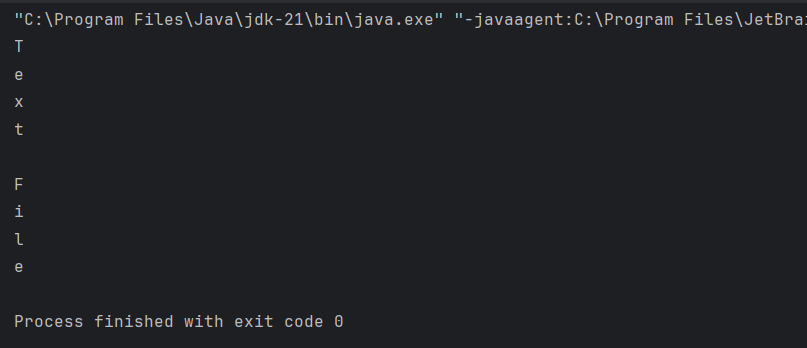 "C:\Program Files\Java\jdk-21\bin\java.exe" "-javaagent:C:\Program Files\JetBrai
T
e
x
t

F
i
l
e

Process finished with exit code 0